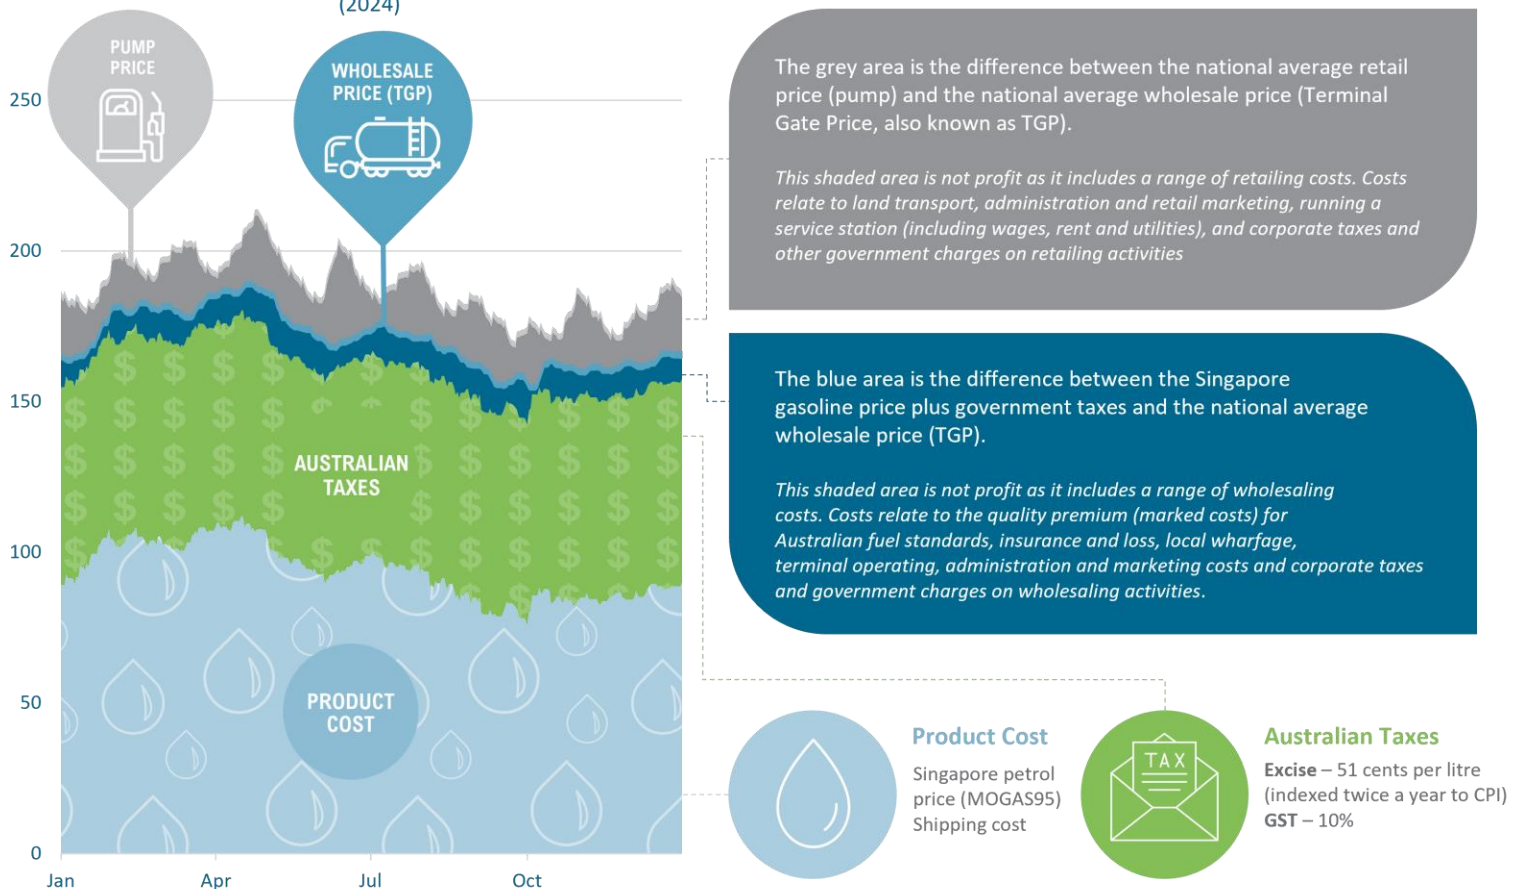 (2024)
PUMP
PRICE
WHOLESALE
PRICE (TGP)
250
200
150
100
50
0
Jan
Apr
Jul
Oct
AUSTRALIAN
TAXES
PRODUCT
COST
The grey area is the difference between the national average retail
price (pump) and the national average wholesale price (Terminal
Gate Price, also known as TGP).
This shaded area is not profit as it includes a range of retailing costs. Costs
relate to land transport, administration and retail marketing, running a
service station (including wages, rent and utilities), and corporate taxes and
other government charges on retailing activities
The blue area is the difference between the Singapore
gasoline price plus government taxes and the national average
wholesale price (TGP).
This shaded area is not profit as it includes a range of wholesaling
costs. Costs relate to the quality premium (marked costs) for
Australian fuel standards, insurance and loss, local wharfage,
terminal operating, administration and marketing costs and corporate taxes
and government charges on wholesaling activities.
Product Cost
Singapore petrol
price (MOGAS95)
Shipping cost
TAX
Australian Taxes
Excise – 51 cents per litre
(indexed twice a year to CPI)
GST – 10%